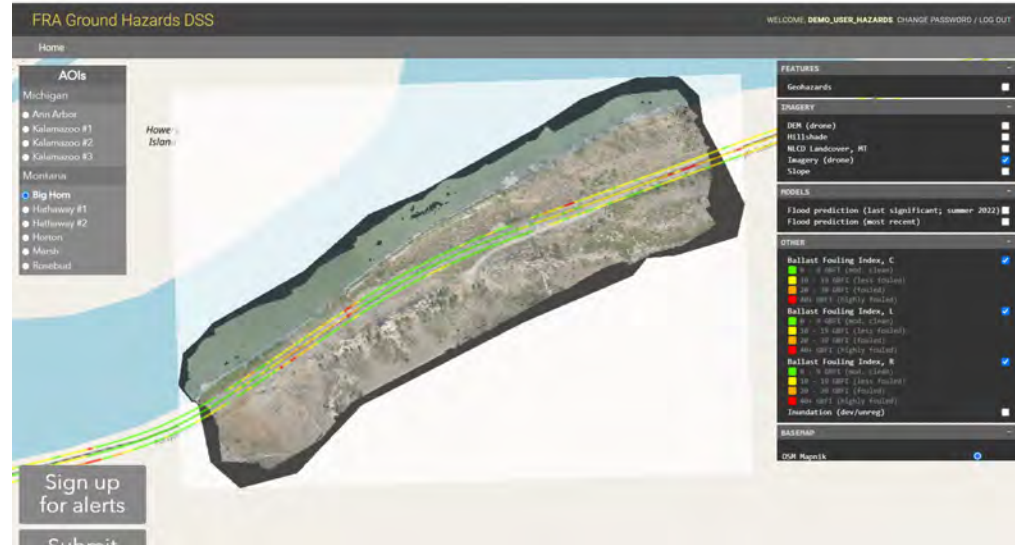 FRA Ground Hazards DSS
WELCOME, DEMO_USER_HAZARDS. CHANGE PASSWORD / LOG OUT
Home
AOIs
Michigan
Ann Arbor
Kalamazoo #1
Kalamazoo #2
Kalamazoo #3
Montana
Big Horn
Hathaway #1
Hathaway #2
Horton
Marsh
Rosebud
Island
FEATURES
Geohazards
IMAGERY
DEM (drone)
Hillshade
NLCD Landcover, MT
Imagery (drone)
Slope
MODELS
Flood prediction (last significant; summer 2022)
Flood prediction (most recent)
OTHER
Ballast Fouling Index, C
0 - 9 GBFI (mod. clean)
10 - 19 GBFI (less fouled)
20 - 39 GBFI (fouled)
40+ GBFI (highly fouled)
Ballast Fouling Index, L
0 - 9 GBFI (mod. clean)
10 - 19 GBFI (less fouled)
20 - 39 GBFI (fouled)
40+ GBFI (highly fouled)
Ballast Fouling Index, R
0 - 9 GBFI (mod. clean)
10 - 19 GBFI (less fouled)
20 - 39 GBFI (fouled)
40+ GBFI (highly fouled)
Inundation (dev/unreg)
BASEMAP
OSM Mapnik
Sign up
for alerts
Submit